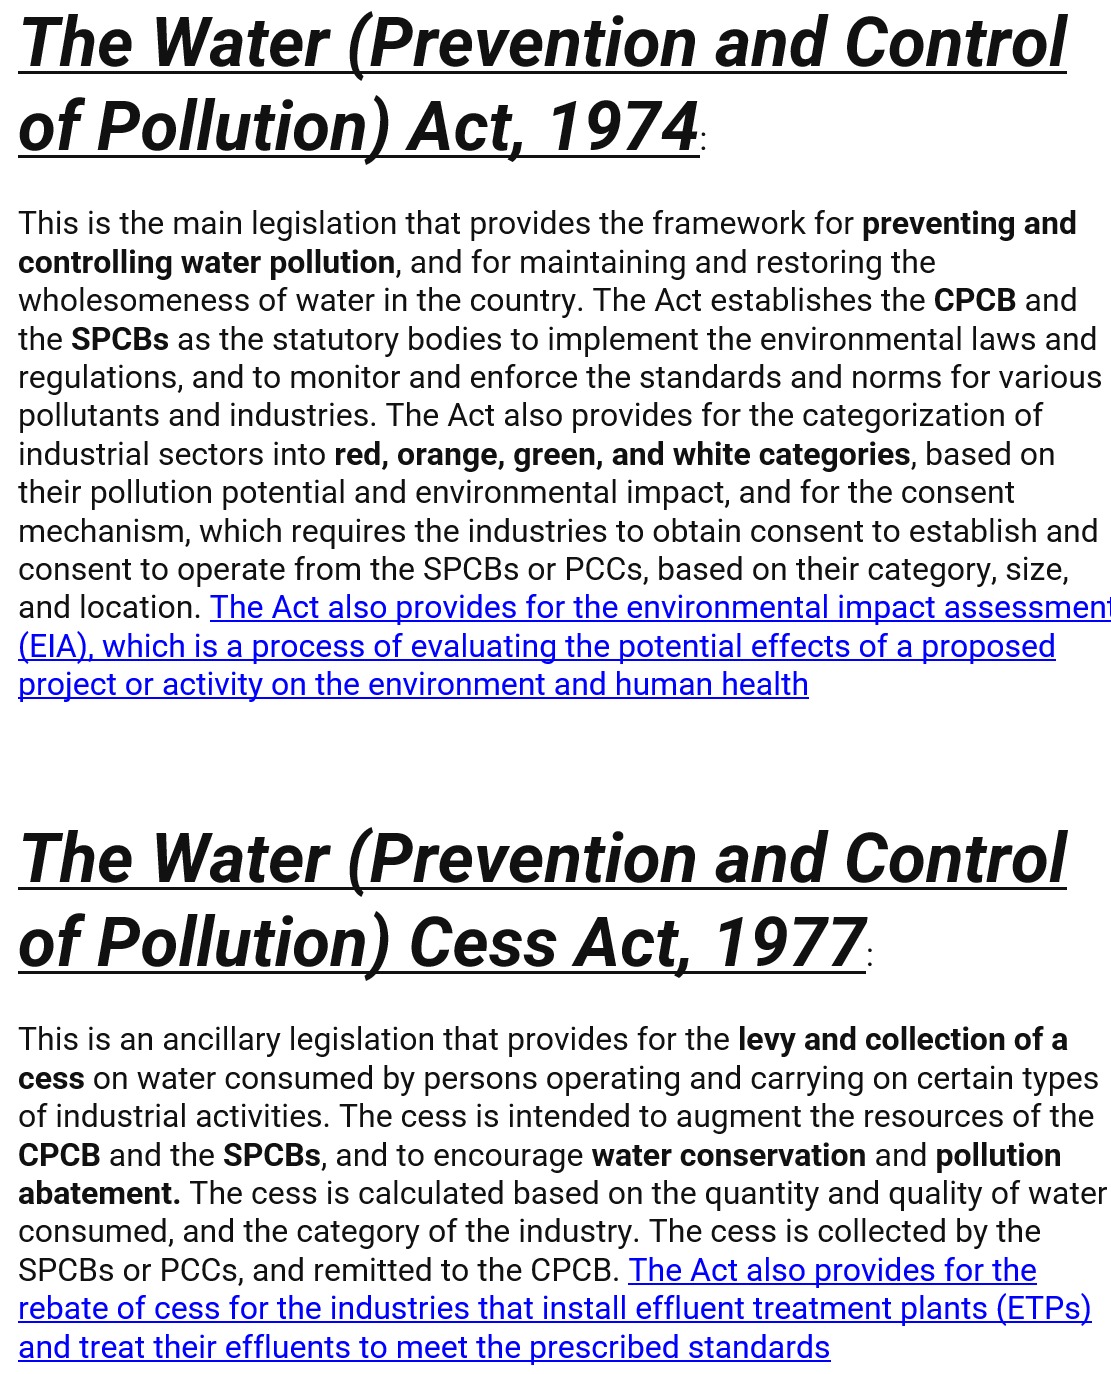 The Water (Prevention and Control
of Pollution) Act, 1974:
This is the main legislation that provides the framework for preventing and
controlling water pollution, and for maintaining and restoring the
wholesomeness of water in the country. The Act establishes the CPCB and
the SPCBs as the statutory bodies to implement the environmental laws and
regulations, and to monitor and enforce the standards and norms for various
pollutants and industries. The Act also provides for the categorization of
industrial sectors into red, orange, green, and white categories, based on
their pollution potential and environmental impact, and for the consent
mechanism, which requires the industries to obtain consent to establish and
consent to operate from the SPCBs or PCCs, based on their category, size,
and location. The Act also provides for the environmental impact assessment
(EIA), which is a process of evaluating the potential effects of a proposed
project or activity on the environment and human health
The Water (Prevention and Control
of Pollution) Cess Act, 1977:
This is an ancillary legislation that provides for the levy and collection of a
cess on water consumed by persons operating and carrying on certain types
of industrial activities. The cess is intended to augment the resources of the
CPCB and the SPCBs, and to encourage water conservation and pollution
abatement. The cess is calculated based on the quantity and quality of water
consumed, and the category of the industry. The cess is collected by the
SPCBs or PCCs, and remitted to the CPCB. The Act also provides for the
rebate of cess for the industries that install effluent treatment plants (ETPs)
and treat their effluents to meet the prescribed standards